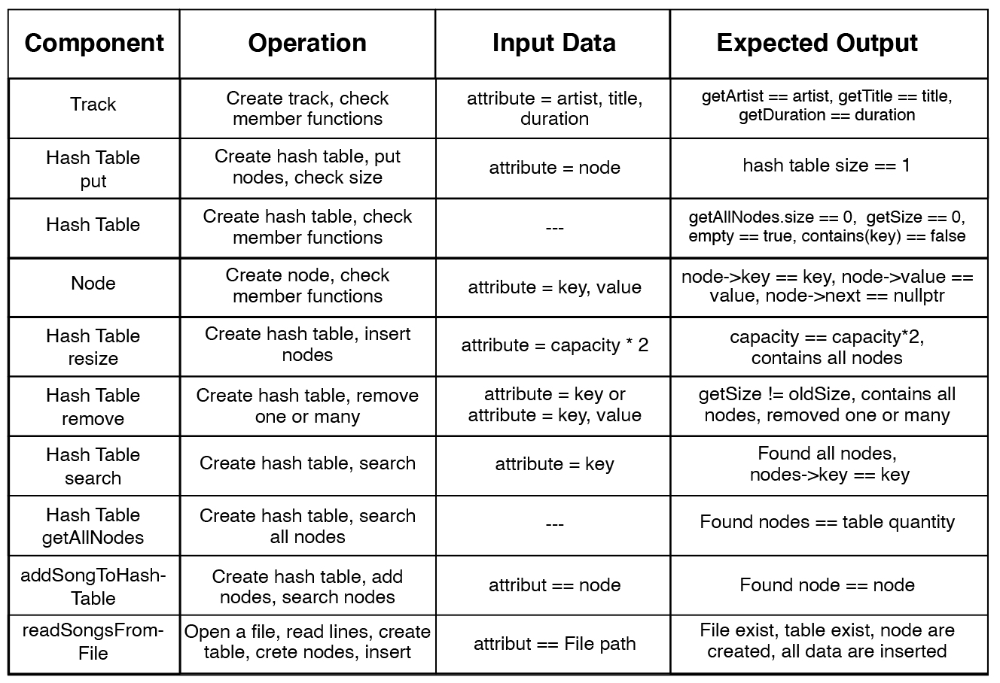 Component Operation Input Data Expected Output
Track
Create track, check
member functions
attribute = artist, title,
duration
getArtist == artist, getTitle == title,
getDuration == duration
Hash Table
put
Create hash table, put
nodes, check size
attribute = node
hash table size == 1
Hash Table
Create hash table, check
member functions
---
getAllNodes.size == 0, getSize == 0,
empty == true, contains(key) == false
Node
Create node, check
member functions
attribute = key, value
node->key == key, node->value ==
value, node->next == nullptr
Hash Table
resize
Create hash table, insert
nodes
attribute = capacity * 2
capacity == capacity*2,
contains all nodes
Hash Table
remove
Create hash table, remove
one or many
attribute = key or
attribute = key, value
getSize != oldSize, contains all
nodes, removed one or many
Hash Table
search
Create hash table, search
attribute = key
Found all nodes,
nodes->key == key
Hash Table
getAllNodes
Create hash table, search
all nodes
---
Found nodes == table quantity
addSongToHash-
Table
Create hash table, add
nodes, search nodes
attribut == node
Found node == node
readSongsFrom-
File
Open a file, read lines, create
table, crete nodes, insert
attribut == File path
File exist, table exist, node are
created, all data are inserted